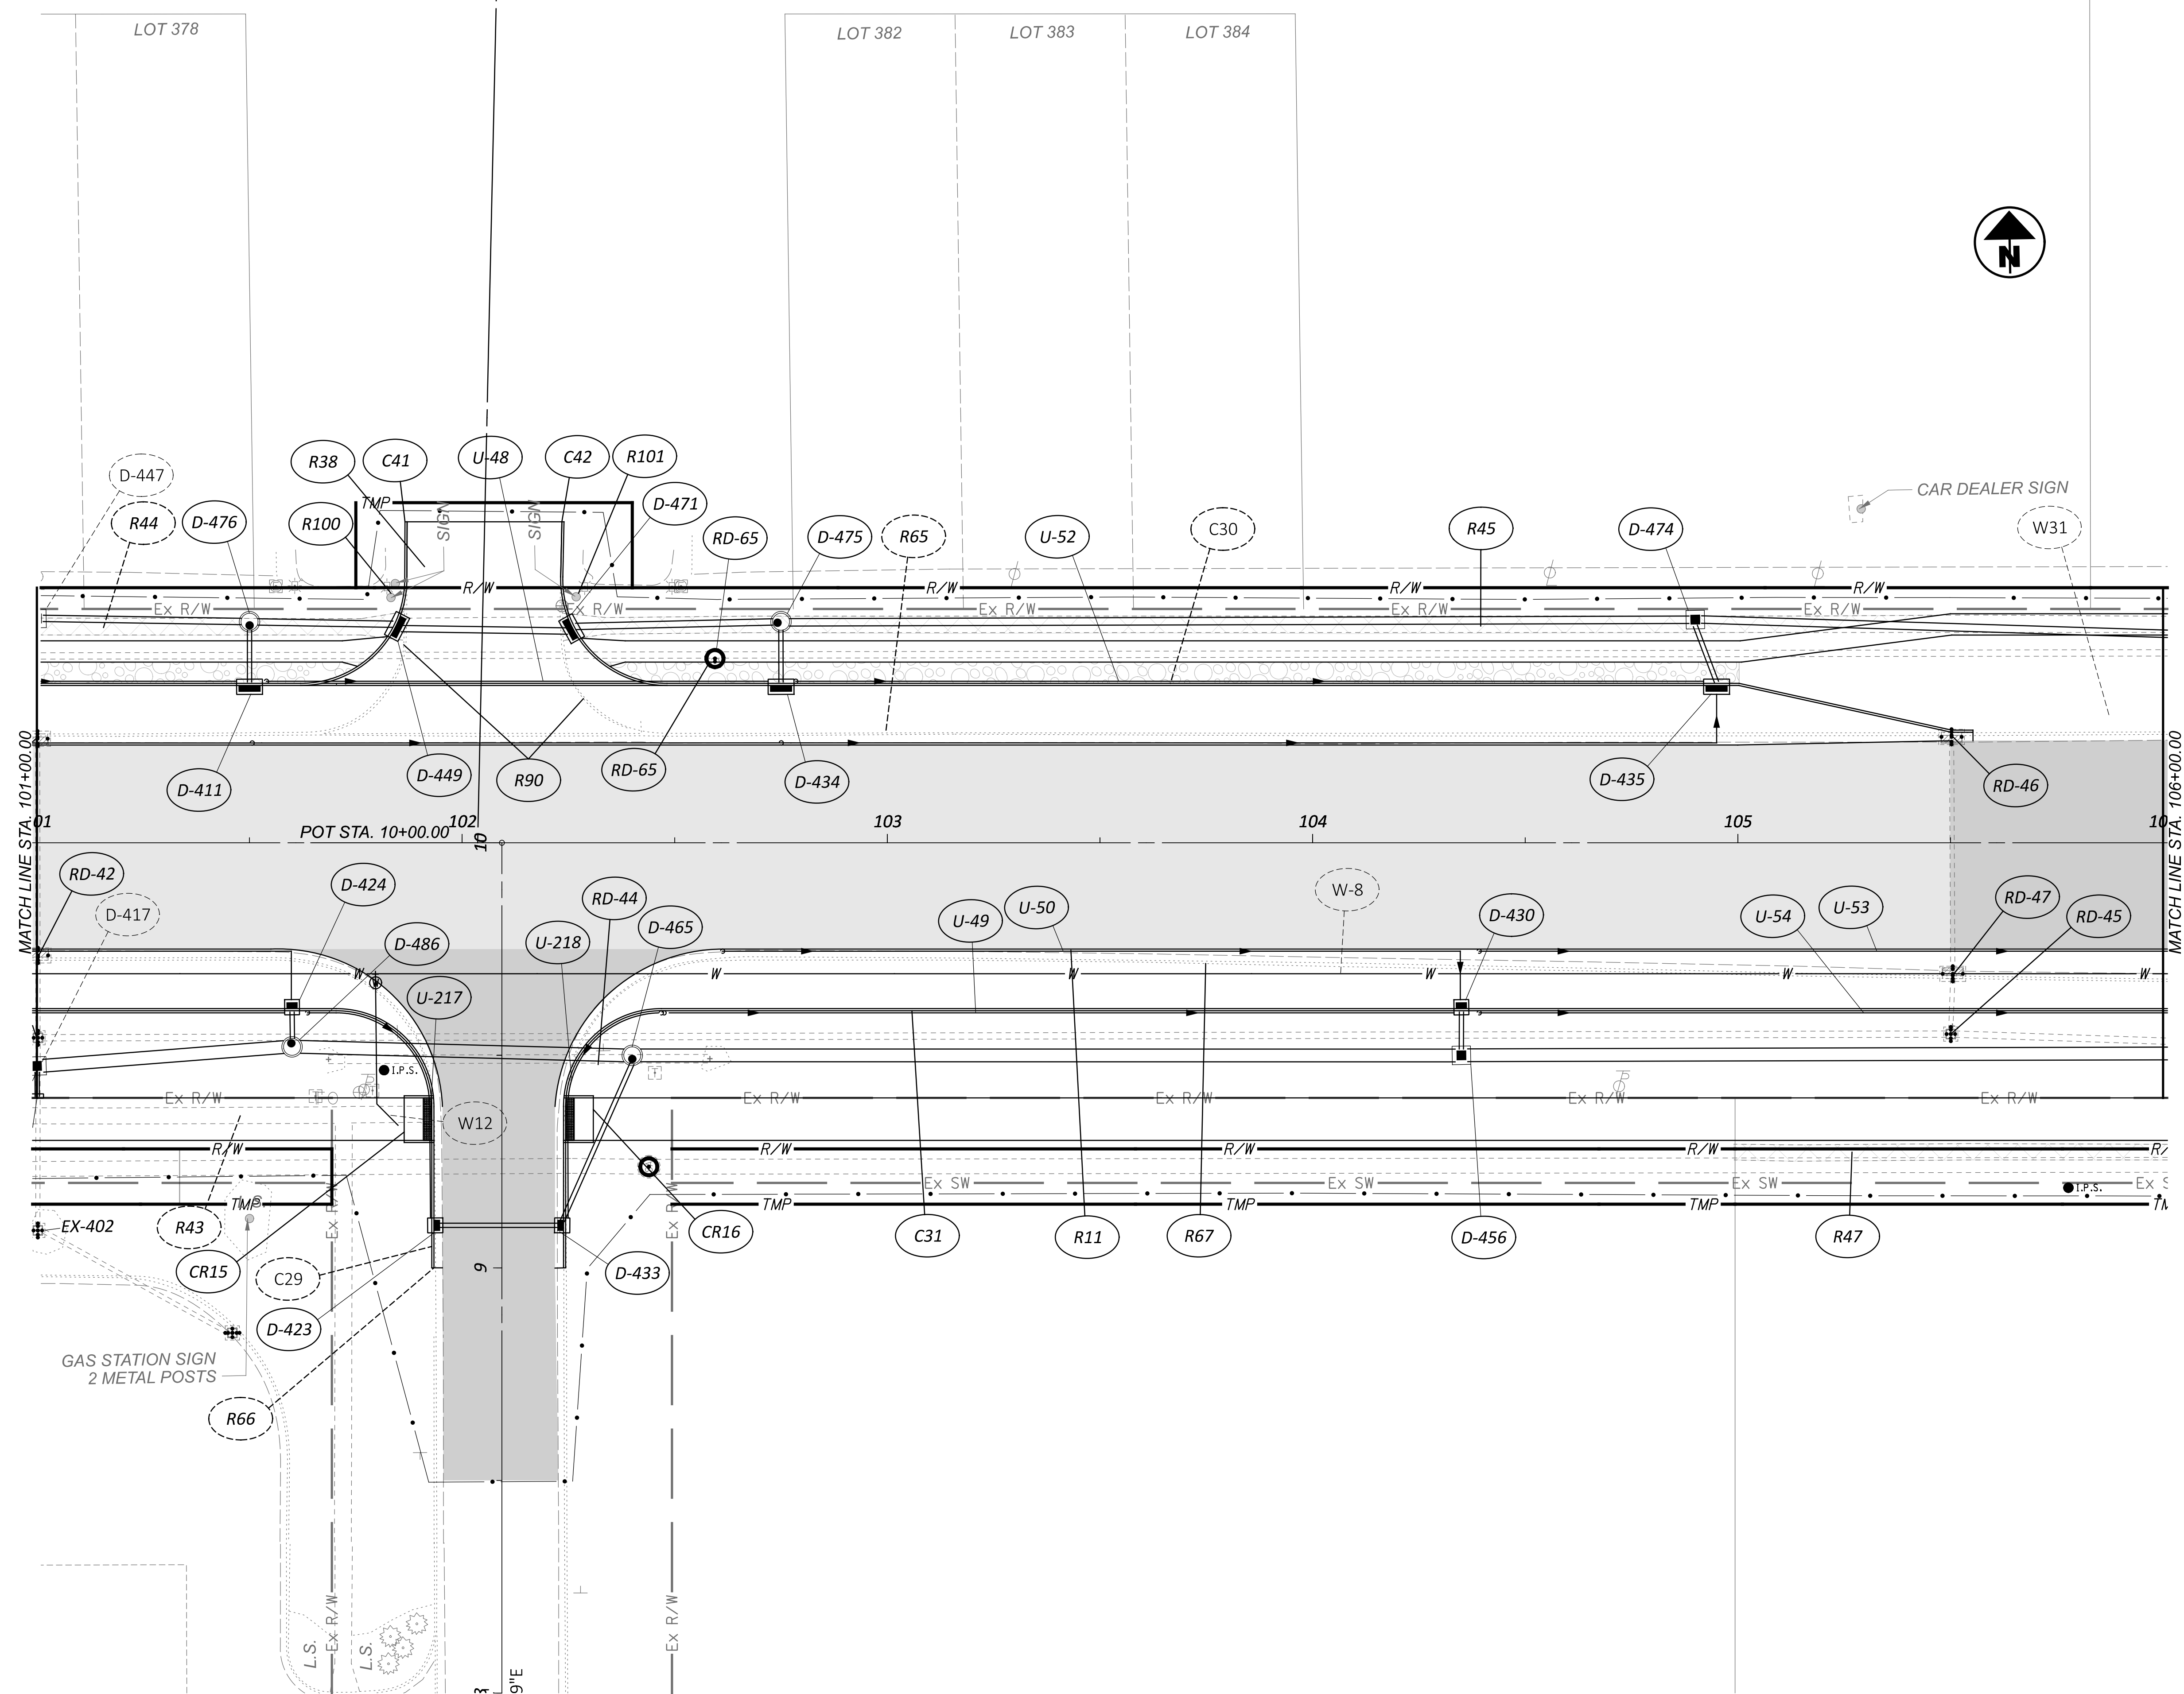 LOT 378
LOT 382
LOT 383
LOT 384
N
R38
C41
U-48
C42
R101
D-447
R44
D-476
R100
TMP
SIGN
SIGN
D-471
RD-65
D-475
R65
U-52
C30
R45
D-474
CAR DEALER SIGN
W31
R/W
R/W
R/W
R/W
Ex R/W
Ex R/W
Ex R/W
Ex R/W
Ex R/W
D-411
D-449
R90
RD-65
D-434
D-435
RD-46
MATCH LINE STA. 101+00.00
MATCH LINE STA. 106+00.00
01
POT STA. 10+00.00
102
10
103
104
105
10
RD-42
D-417
D-424
D-486
U-218
RD-44
D-465
U-49
U-50
W-8
D-430
U-54
U-53
RD-47
RD-45
W
W
W
W
W
W
U-217
I.P.S.
W12
Ex R/W
Ex R/W
Ex R/W
Ex R/W
Ex R/W
R/W
R/W
R/W
R/W
R/
Ex SW
Ex SW
Ex SW
Ex S
I.P.S.
TMP
TMP
TMP
TMP
TM
EX-402
R43
CR15
C29
D-423
R66
Ex R/W
Ex R/W
9
D-433
CR16
C31
R11
R67
D-456
R47
GAS STATION SIGN
2 METAL POSTS
L.S.
Ex R/W
L.S.
Ex R/W
9"E